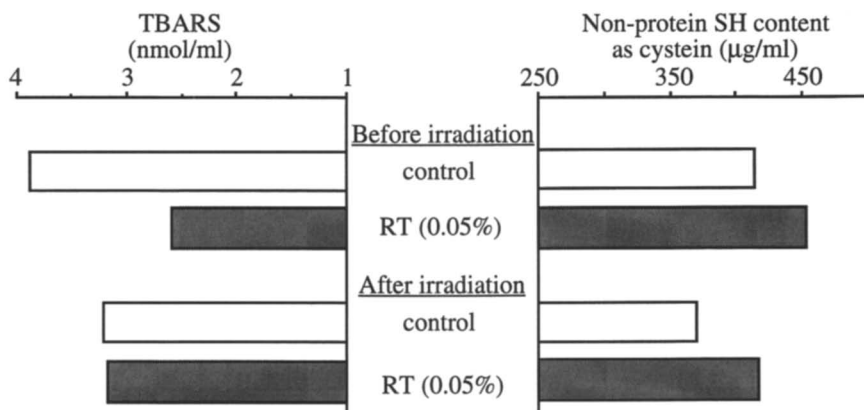 TBARS
(nmol/ml)
4 3 2 1
Non-protein SH content
as cystein (μg/ml)
250 350 450
Before irradiation
control
RT (0.05%)
After irradiation
control
RT (0.05%)